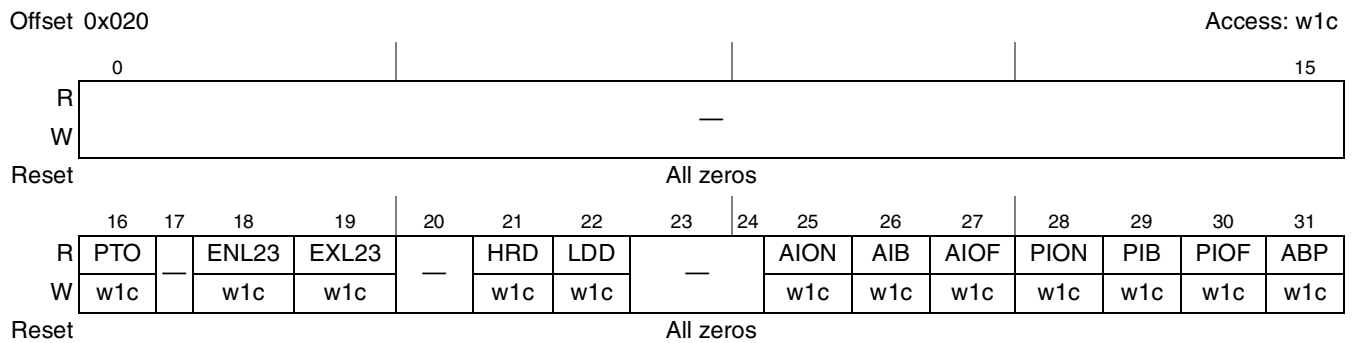 Offset 0x020 Access: w1c
0 15
R
—
W
Reset All zeros
16 17 18 19 20 21 22 23 24 25 26 27 28 29 30 31
R PTO — ENL23 EXL23 — HRD LDD — AION AIB AIOF PION PIB PIOF ABP
W w1c w1c w1c w1c w1c w1c w1c w1c w1c w1c w1c w1c
Reset All zeros